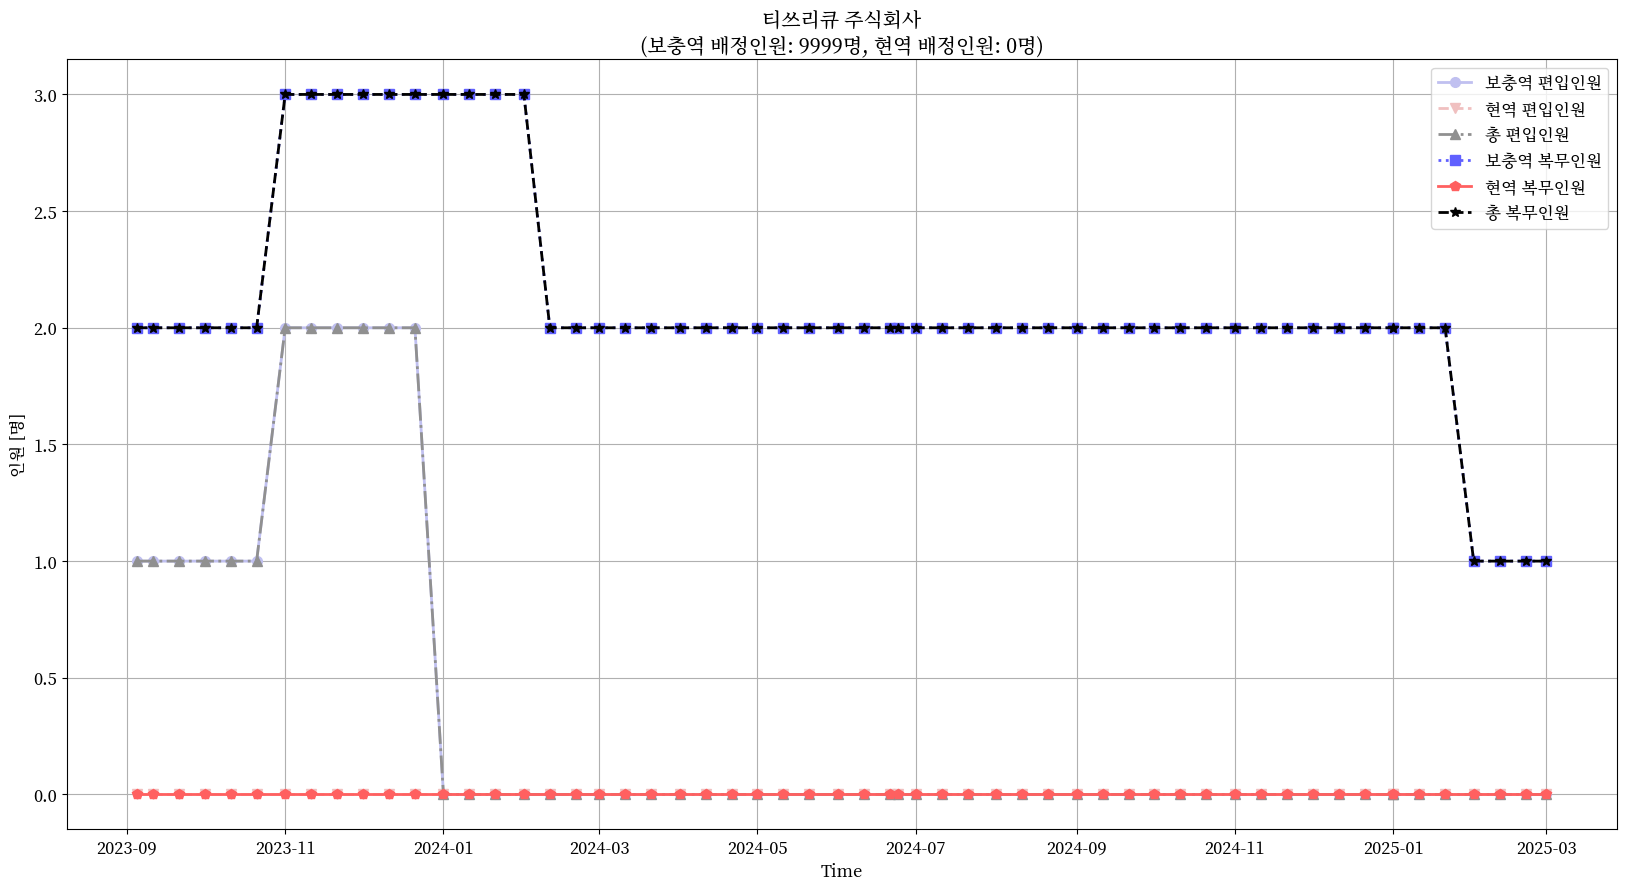 티쓰리큐 주식회사
(보충역 배정인원: 9999명, 현역 배정인원: 0명)
보충역 편입인원
현역 편입인원
총 편입인원
보충역 복무인원
현역 복무인원
총 복무인원
인원 [명]
3.0
2.5
2.0
1.5
1.0
0.5
0.0
2023-09
2023-11
2024-01
2024-03
2024-05
2024-07
2024-09
2024-11
2025-01
2025-03
Time